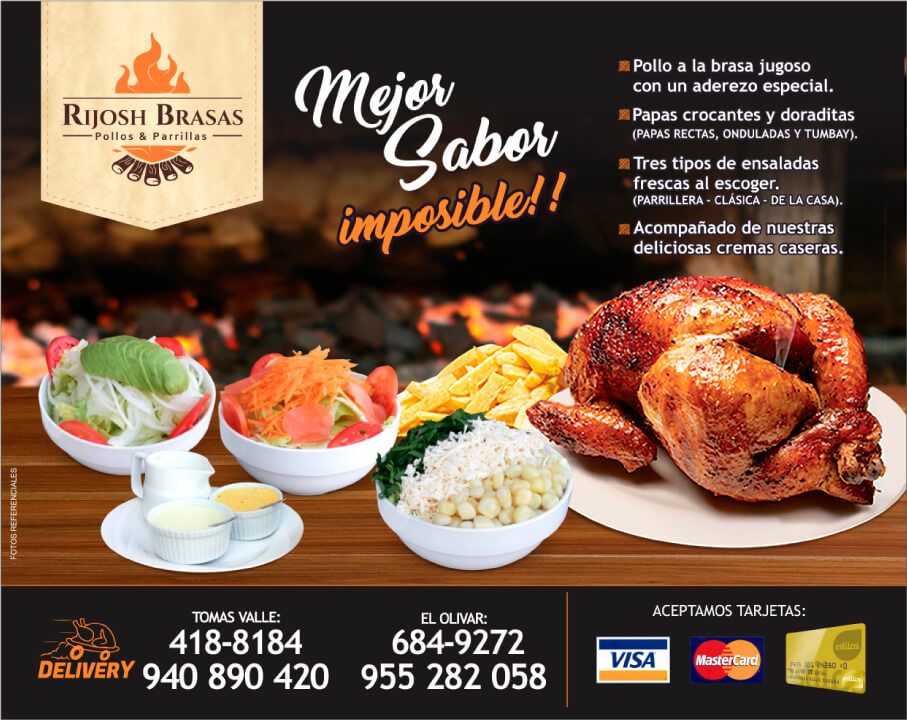 RIJOSH BRASAS
Pollos & Parrillas
Mejor
Sabor
imposible!!
Pollo a la brasa jugoso
con un aderezo especial.
Papas crocantes y doraditas
(PAPAS RECTAS, ONDULADAS Y TUMBAY).
Tres tipos de ensaladas
frescas al escoger.
(PARRILLERA - CLÁSICA - DE LA CASA).
Acompañado de nuestras
deliciosas cremas caseras.
FOTOS REFERENCIALES
DELIVERY
TOMAS VALLE:
418-8184
940 890 420
EL OLIVAR:
684-9272
955 282 058
ACEPTAMOS TARJETAS:
VISA
MasterCard
estilos
estilos